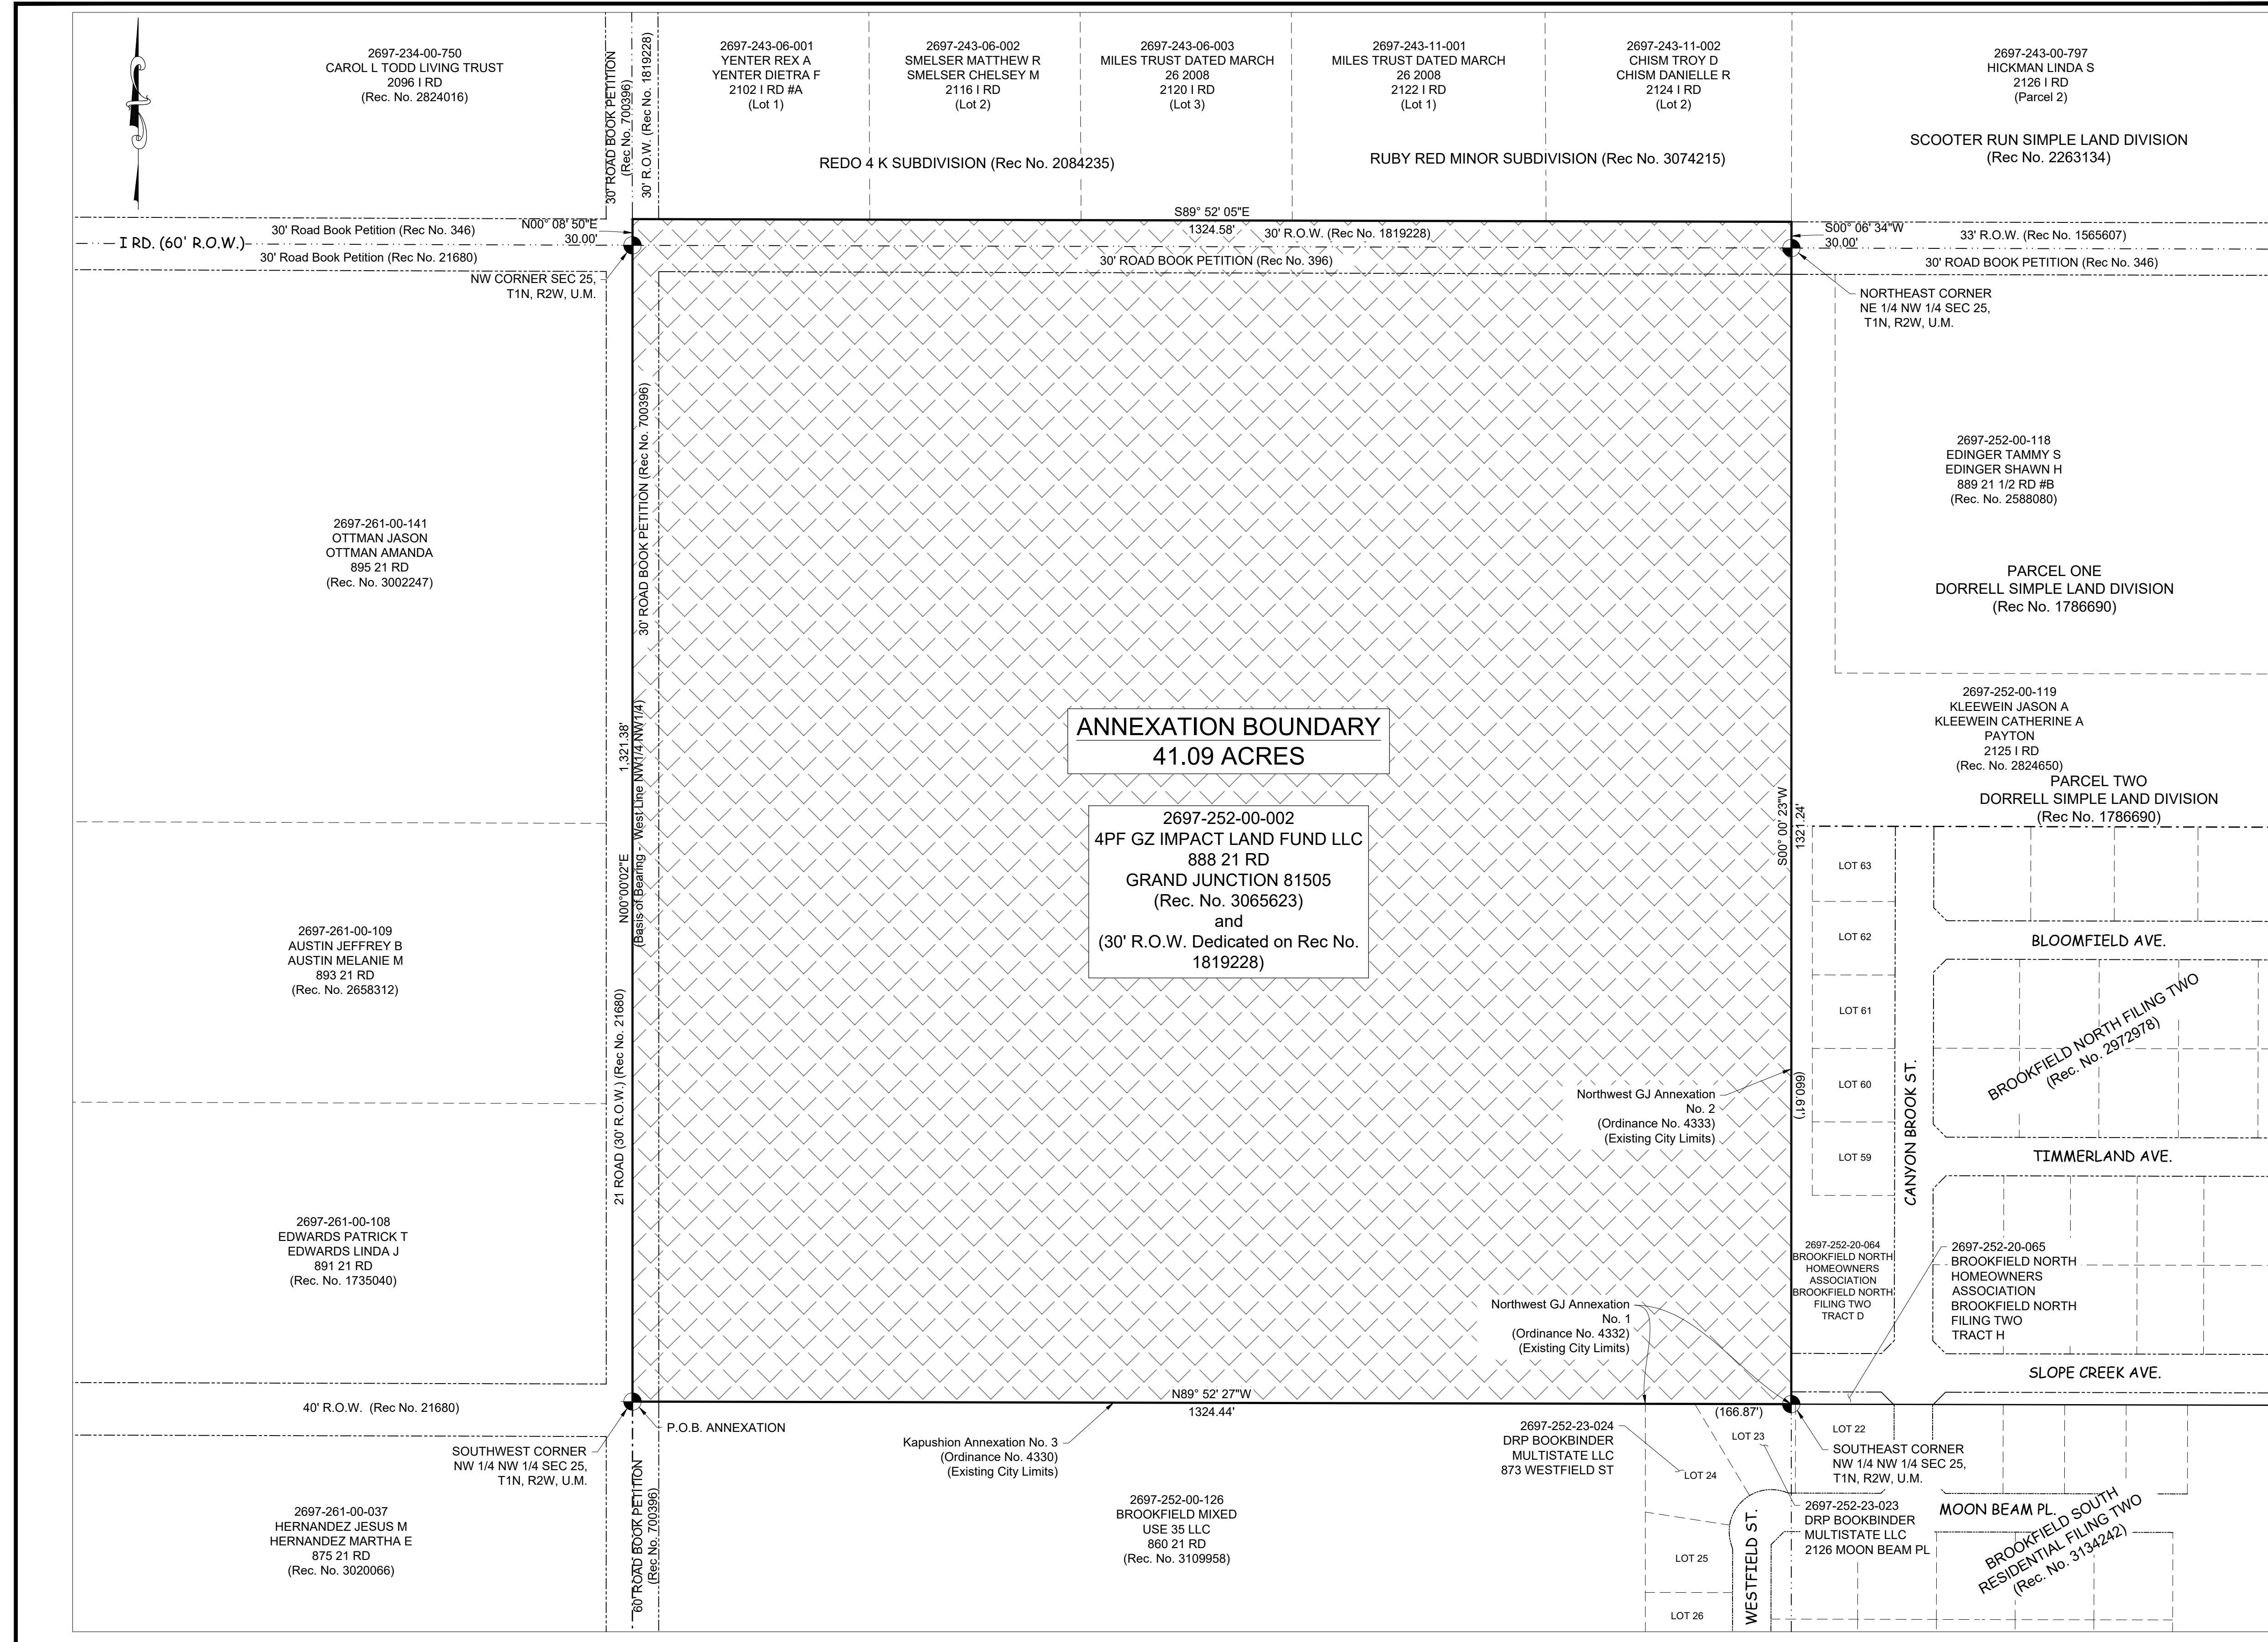 2697-234-00-750
CAROL L TODD LIVING TRUST
2096 I RD
(Rec. No. 2824016)
30' ROAD BOOK PETITION
(Rec No. 700396)
30' R.O.W. (Rec No. 1819228)
2697-243-06-001
YENTER REX A
YENTER DIETRA F
2102 I RD #A
(Lot 1)
2697-243-06-002
SMELSER MATTHEW R
SMELSER CHELSEY M
2116 I RD
(Lot 2)
2697-243-06-003
MILES TRUST DATED MARCH
26 2008
2120 I RD
(Lot 3)
2697-243-11-001
MILES TRUST DATED MARCH
26 2008
2122 I RD
(Lot 1)
2697-243-11-002
CHISM TROY D
CHISM DANIELLE R
2124 I RD
(Lot 2)
2697-243-00-797
HICKMAN LINDA S
2126 I RD
(Parcel 2)
REDO 4 K SUBDIVISION (Rec No. 2084235)
RUBY RED MINOR SUBDIVISION (Rec No. 3074215)
SCOOTER RUN SIMPLE LAND DIVISION
(Rec No. 2263134)
I RD. (60' R.O.W.)
30' Road Book Petition (Rec No. 346)
30' Road Book Petition (Rec No. 21680)
N00° 08' 50"E
30.00'
S89° 52' 05"E
1324.58'
30' R.O.W. (Rec No. 1819228)
30' ROAD BOOK PETITION (Rec No. 396)
S00° 06' 34"W
30.00'
33' R.O.W. (Rec No. 1565607)
30' ROAD BOOK PETITION (Rec No. 346)
NW CORNER SEC 25,
T1N, R2W, U.M.
NORTHEAST CORNER
NE 1/4 NW 1/4 SEC 25,
T1N, R2W, U.M.
30' ROAD BOOK PETITION (Rec No. 700396)
2697-261-00-141
OTTMAN JASON
OTTMAN AMANDA
895 21 RD
(Rec. No. 3002247)
2697-252-00-118
EDINGER TAMMY S
EDINGER SHAWN H
889 21 1/2 RD #B
(Rec. No. 2588080)
PARCEL ONE
DORRELL SIMPLE LAND DIVISION
(Rec No. 1786690)
2697-252-00-119
KLEEWEIN JASON A
KLEEWEIN CATHERINE A
PAYTON
2125 I RD
(Rec. No. 2824650)
PARCEL TWO
DORRELL SIMPLE LAND DIVISION
(Rec No. 1786690)
ANNEXATION BOUNDARY
41.09 ACRES
2697-252-00-002
4PF GZ IMPACT LAND FUND LLC
888 21 RD
GRAND JUNCTION 81505
(Rec. No. 3065623)
and
(30' R.O.W. Dedicated on Rec No.
1819228)
N00°00'02"E
1,321.38'
(Basis of Bearing - West Line NW1/4 NW1/4)
S00° 00' 23"W
1321.24'
LOT 63
LOT 62
LOT 61
LOT 60
LOT 59
BLOOMFIELD AVE.
BROOKFIELD NORTH FILING TWO
(Rec. No. 2972978)
CANYON BROOK ST.
TIMMERLAND AVE.
2697-261-00-109
AUSTIN JEFFREY B
AUSTIN MELANIE M
893 21 RD
(Rec. No. 2658312)
21 ROAD (30' R.O.W.) (Rec No. 21680)
Northwest GJ Annexation
No. 2
(Ordinance No. 4333)
(Existing City Limits)
(660.61')
2697-261-00-108
EDWARDS PATRICK T
EDWARDS LINDA J
891 21 RD
(Rec. No. 1735040)
2697-252-20-064
BROOKFIELD NORTH
HOMEOWNERS
ASSOCIATION
BROOKFIELD NORTH
FILING TWO
TRACT D
2697-252-20-065
BROOKFIELD NORTH
HOMEOWNERS
ASSOCIATION
BROOKFIELD NORTH
FILING TWO
TRACT H
Northwest GJ Annexation
No. 1
(Ordinance No. 4332)
(Existing City Limits)
SLOPE CREEK AVE.
40' R.O.W. (Rec No. 21680)
N89° 52' 27"W
1324.44'
(166.87')
P.O.B. ANNEXATION
SOUTHWEST CORNER
NW 1/4 NW 1/4 SEC 25,
T1N, R2W, U.M.
Kapushion Annexation No. 3
(Ordinance No. 4330)
(Existing City Limits)
2697-252-23-024
DRP BOOKBINDER
MULTISTATE LLC
873 WESTFIELD ST
LOT 24
LOT 23
LOT 22
SOUTHEAST CORNER
NW 1/4 NW 1/4 SEC 25,
T1N, R2W, U.M.
2697-261-00-037
HERNANDEZ JESUS M
HERNANDEZ MARTHA E
875 21 RD
(Rec. No. 3020066)
60' ROAD BOOK PETITION
(Rec No. 700396)
2697-252-00-126
BROOKFIELD MIXED
USE 35 LLC
860 21 RD
(Rec. No. 3109958)
LOT 25
LOT 26
WESTFIELD ST.
2697-252-23-023
DRP BOOKBINDER
MULTISTATE LLC
2126 MOON BEAM PL
MOON BEAM PL.
BROOKFIELD SOUTH
RESIDENTIAL FILING TWO
(Rec. No. 3134242)